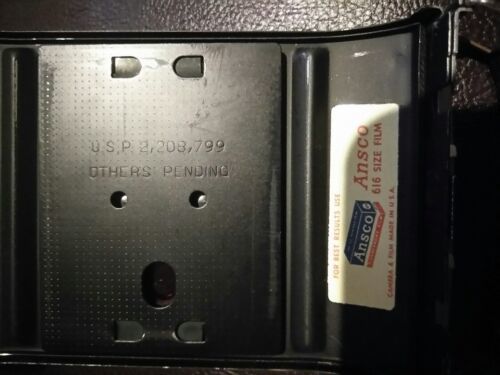 U.S.P. 2,208,799
OTHERS PENDING
FOR BEST RESULTS USE
Ansco
616 SIZE FILM
Ansco
CAMERA & FILM MADE IN U.S.A.